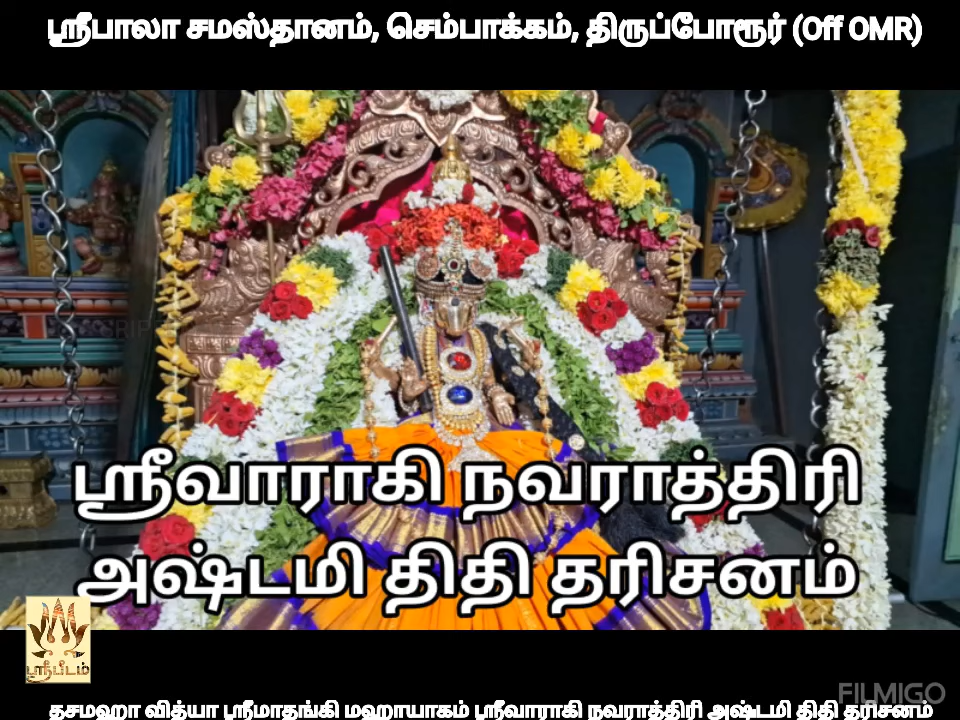 ஸ்ரீபாலா சமஸ்தானம், செம்பாக்கம், திருப்போரூர் (Off OMR)
ஸ்ரீவாராகி நவராத்திரி
அஷ்டமி திதி தரிசனம்
ஸ்ரீபீடம்
FILMIGO
தசமஹா வித்யா ஸ்ரீமாதங்கி மஹாயாகம் ஸ்ரீவாராகி நவராத்திரி அஷ்டமி திதி தரிசனம்